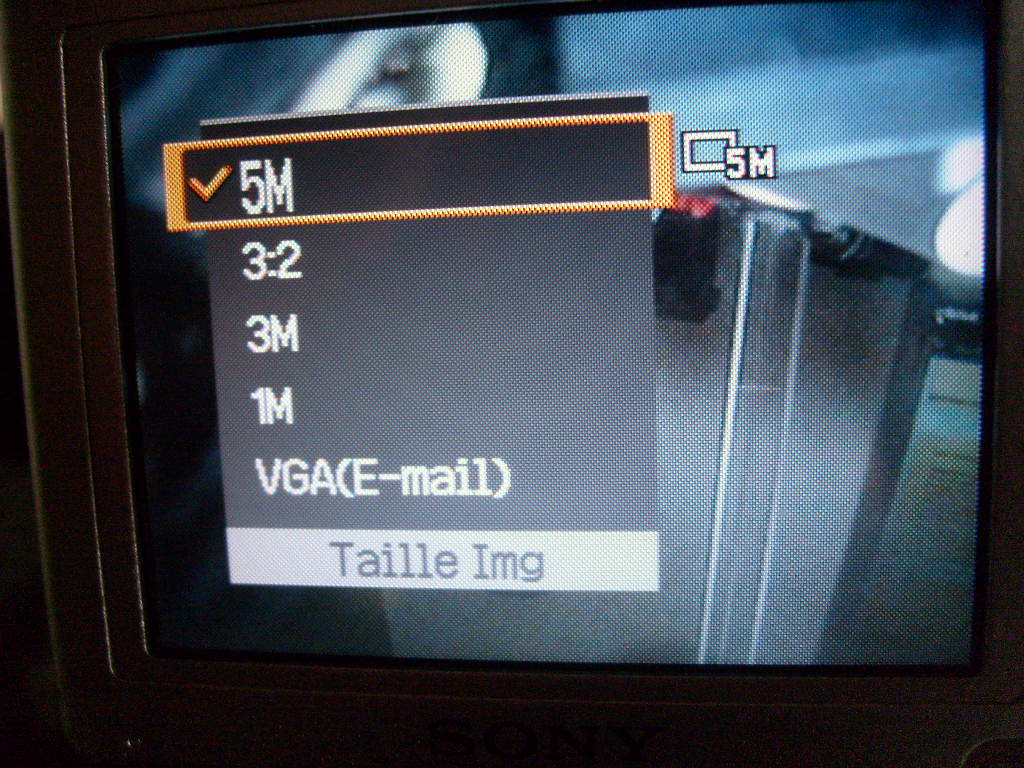 5M
5M
3:2
3M
1M
VGA(E-mail)
Taille Img
SONY